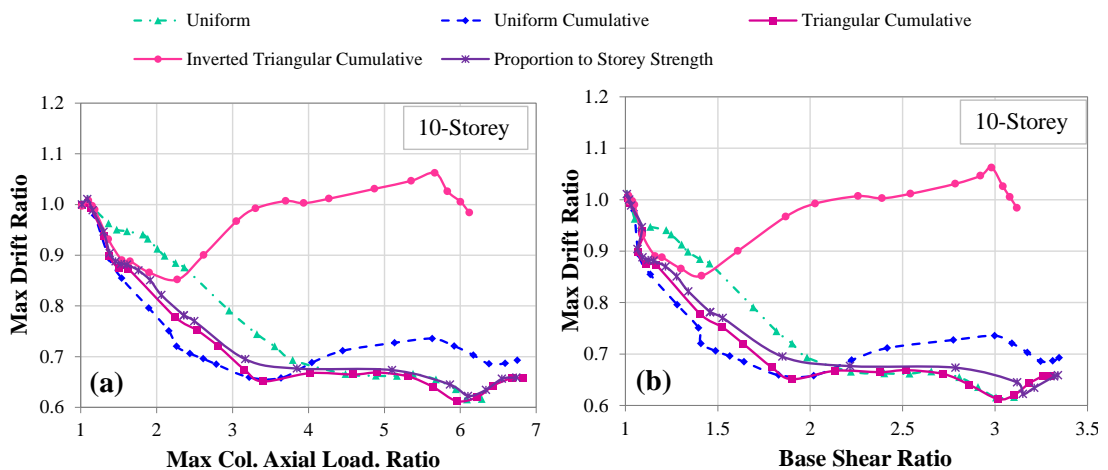 Uniform
Uniform Cumulative
Triangular Cumulative
Inverted Triangular Cumulative
Proportion to Storey Strength
1.2
1.1
1.0
0.9
0.8
0.7
0.6
Max Drift Ratio
10-Storey
(a)
1 2 3 4 5 6 7
Max Col. Axial Load. Ratio
1.2
1.1
1.0
0.9
0.8
0.7
0.6
Max Drift Ratio
10-Storey
(b)
1 1.5 2 2.5 3 3.5
Base Shear Ratio